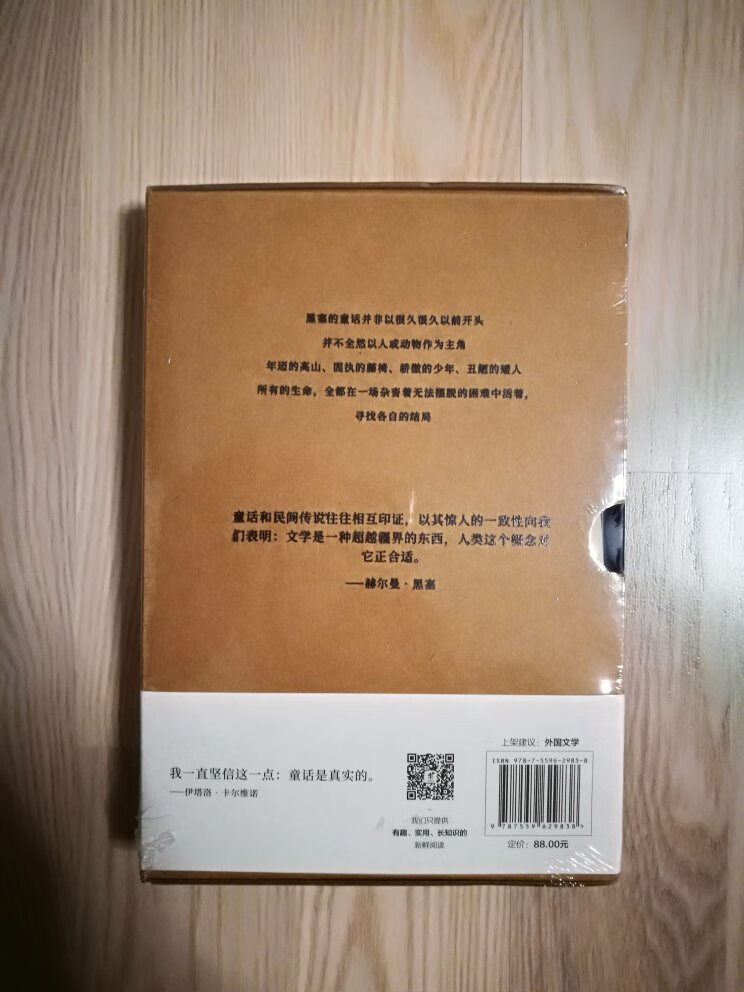 黑塞的童话并非以很久很久以前开头
并不全然以人或动物作为主角
年迈的高山、固执的藤椅、骄傲的少年、丑陋的矮人
所有的生命，全都在一场杂沓着无法摆脱的困难中活着，
寻找各自的结局
童话和民间传说往往相互印证，以其惊人的一致性向我
们表明：文学是一种超越疆界的东西，人类这个概念对
它正合适。
——赫尔曼·黑塞
我一直坚信这一点：童话是真实的。
——伊塔洛·卡尔维诺
我们只提供
有趣、实用、长知识的
新鲜阅读
上架建议：外国文学
ISBN 978-7-5596-2983-8
9 787559 629838 >
定价：88.00元